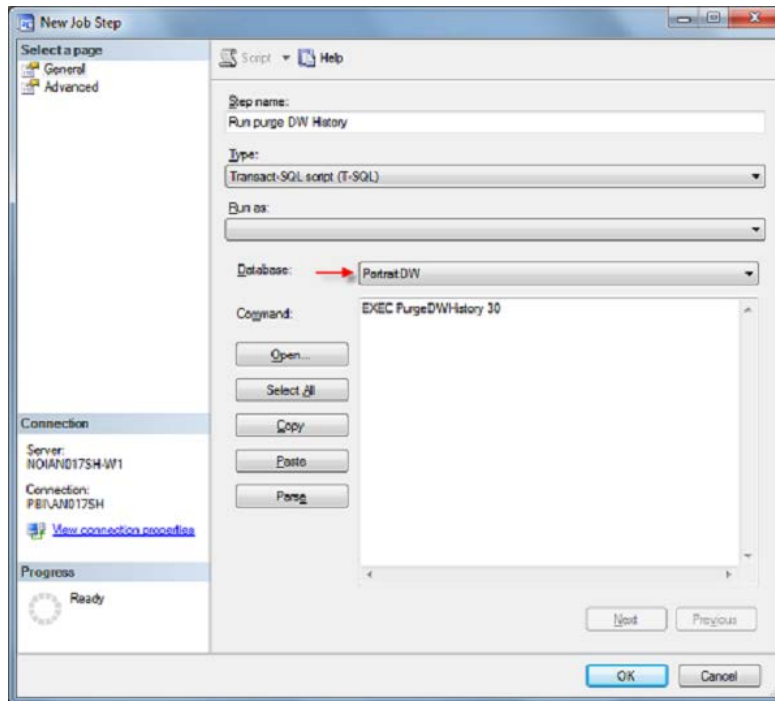 New Job Step
Select a page
General
Advanced
Script
Help
Step name:
Run purge DW History
Type:
Transact-SQL script (T-SQL)
Run as:
Database:
PortraitDW
Command:
EXEC PurgeDWHistory 30
Open...
Select All
Copy
Paste
Parse
Connection
Server:
NOIAN017SH-W1
Connection:
PBI\AN017SH
View connection properties
Progress
Ready
Next
Previous
OK
Cancel